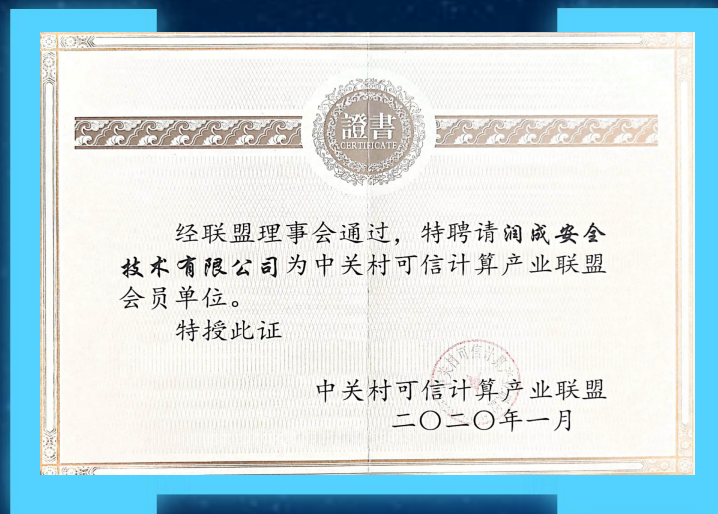 證書
CERTIFICATE
经联盟理事会通过，特聘请润成安全
技术有限公司为中关村可信计算产业联盟
会员单位。
特授此证
中关村可信计算产业联盟
二〇二〇年一月